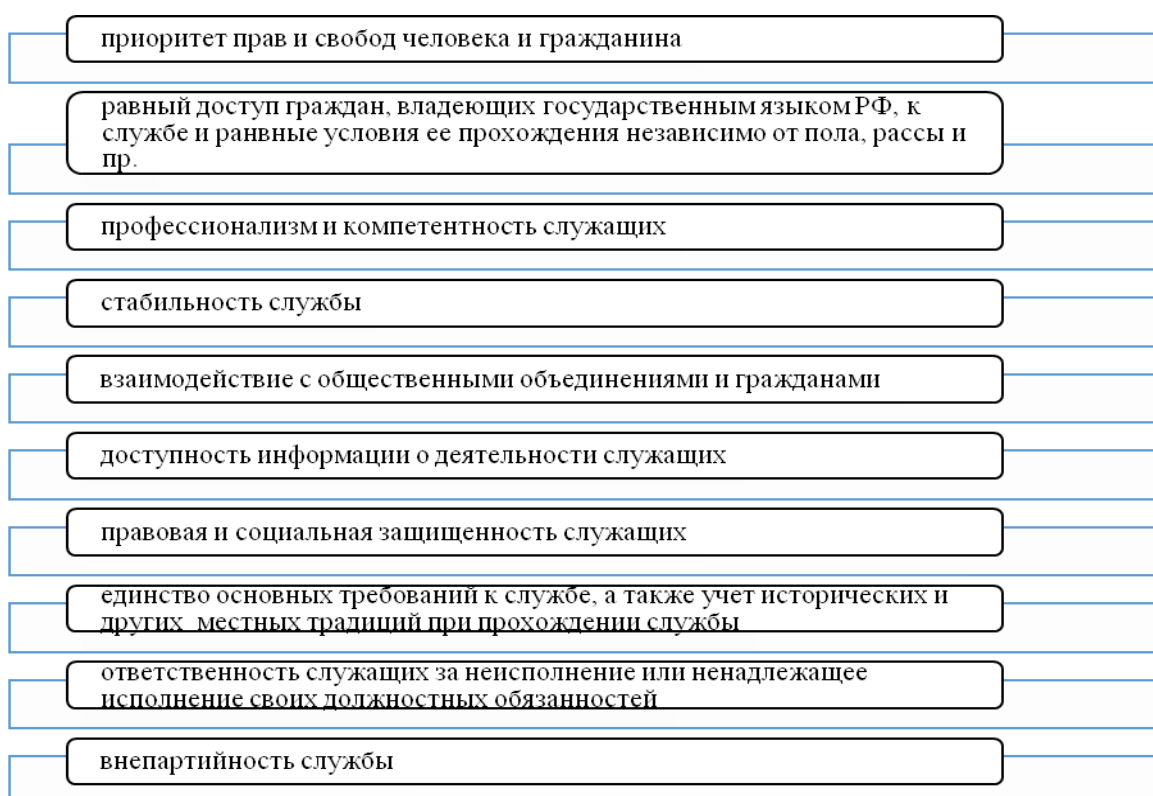 приоритет прав и свобод человека и гражданина
равный доступ граждан, владеющих государственным языком РФ, к
службе и ранвные условия ее прохождения независимо от пола, рассы и
пр.
профессионализм и компетентность служащих
стабильность службы
взаимодействие с общественными объединениями и гражданами
доступность информации о деятельности служащих
правовая и социальная защищенность служащих
единство основных требований к службе, а также учет исторических и
других местных традиций при прохождении службы
ответственность служащих за неисполнение или ненадлежащее
исполнение своих должностных обязанностей
внепартийность службы